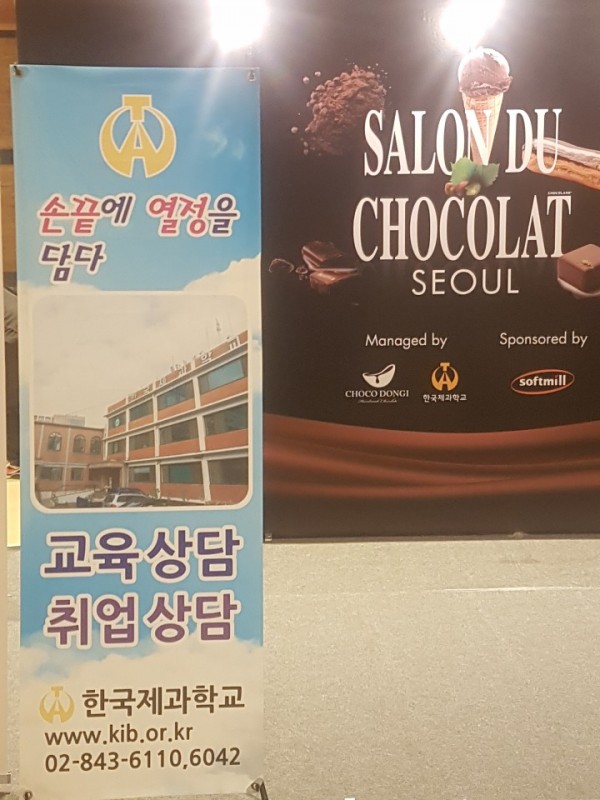 손끝에 열정을
담다
교육상담
취업상담
한국제과학교
www.kib.or.kr
02-843-6110,6042
SALON DU
CHOCOLAT
SEOUL
Managed by
Sponsored by
CHOCO DONGI
한국제과학교
softmill